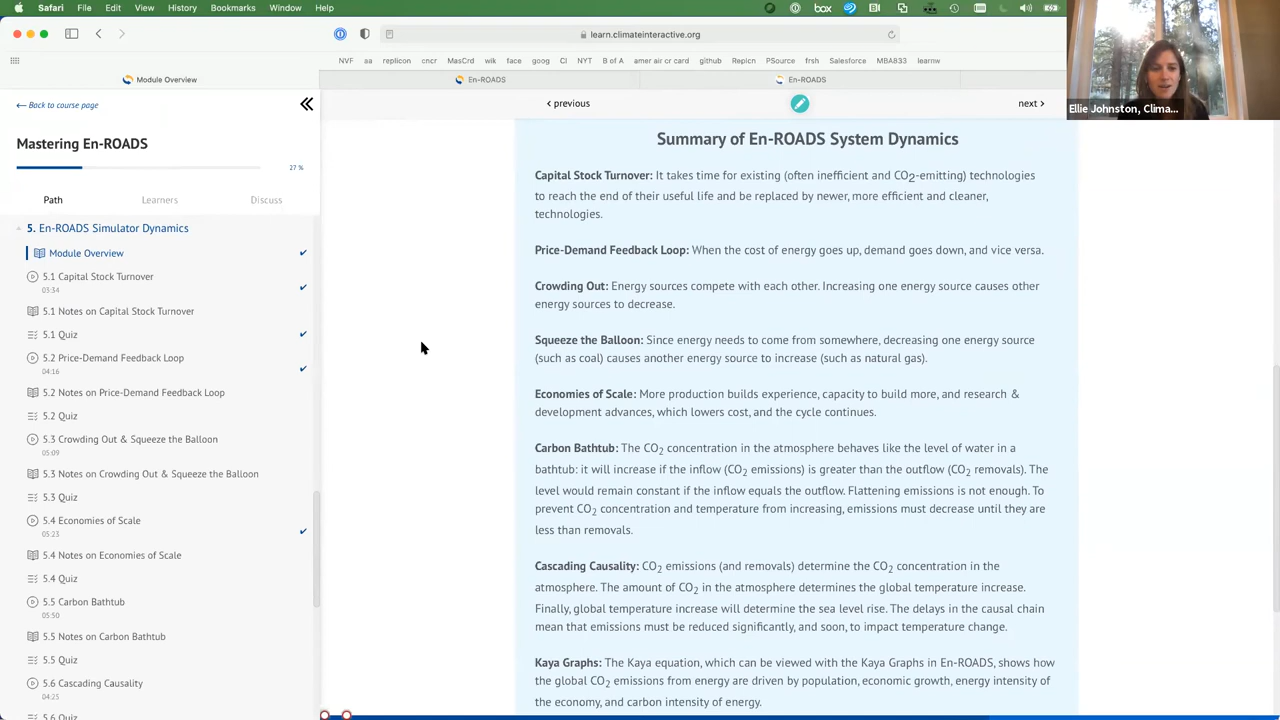 Safari File Edit View History Bookmarks Window Help
box
learn.climateinteractive.org
NVF aa replicon cncr MasCrd wik face goog CI NYT B of A amer air or card github Replcn PSource frsh Salesforce MBA833 learnw
Module Overview
En-ROADS
En-ROADS
← Back to course page
‹ previous
next ›
Ellie Johnston, Clima...
Mastering En-ROADS
27 %
Path Learners Discuss
5. En-ROADS Simulator Dynamics
Module Overview
5.1 Capital Stock Turnover
03:34
5.1 Notes on Capital Stock Turnover
5.1 Quiz
5.2 Price-Demand Feedback Loop
04:16
5.2 Notes on Price-Demand Feedback Loop
5.2 Quiz
5.3 Crowding Out & Squeeze the Balloon
05:09
5.3 Notes on Crowding Out & Squeeze the Balloon
5.3 Quiz
5.4 Economies of Scale
05:23
5.4 Notes on Economies of Scale
5.4 Quiz
5.5 Carbon Bathtub
05:50
5.5 Notes on Carbon Bathtub
5.5 Quiz
5.6 Cascading Causality
04:25
5.6 Quiz
Summary of En-ROADS System Dynamics
Capital Stock Turnover: It takes time for existing (often inefficient and CO2-emitting) technologies
to reach the end of their useful life and be replaced by newer, more efficient and cleaner,
technologies.
Price-Demand Feedback Loop: When the cost of energy goes up, demand goes down, and vice versa.
Crowding Out: Energy sources compete with each other. Increasing one energy source causes other
energy sources to decrease.
Squeeze the Balloon: Since energy needs to come from somewhere, decreasing one energy source
(such as coal) causes another energy source to increase (such as natural gas).
Economies of Scale: More production builds experience, capacity to build more, and research &
development advances, which lowers cost, and the cycle continues.
Carbon Bathtub: The CO2 concentration in the atmosphere behaves like the level of water in a
bathtub: it will increase if the inflow (CO2 emissions) is greater than the outflow (CO2 removals). The
level would remain constant if the inflow equals the outflow. Flattening emissions is not enough. To
prevent CO2 concentration and temperature from increasing, emissions must decrease until they are
less than removals.
Cascading Causality: CO2 emissions (and removals) determine the CO2 concentration in the
atmosphere. The amount of CO2 in the atmosphere determines the global temperature increase.
Finally, global temperature increase will determine the sea level rise. The delays in the causal chain
mean that emissions must be reduced significantly, and soon, to impact temperature change.
Kaya Graphs: The Kaya equation, which can be viewed with the Kaya Graphs in En-ROADS, shows how
the global CO2 emissions from energy are driven by population, economic growth, energy intensity of
the economy, and carbon intensity of energy.